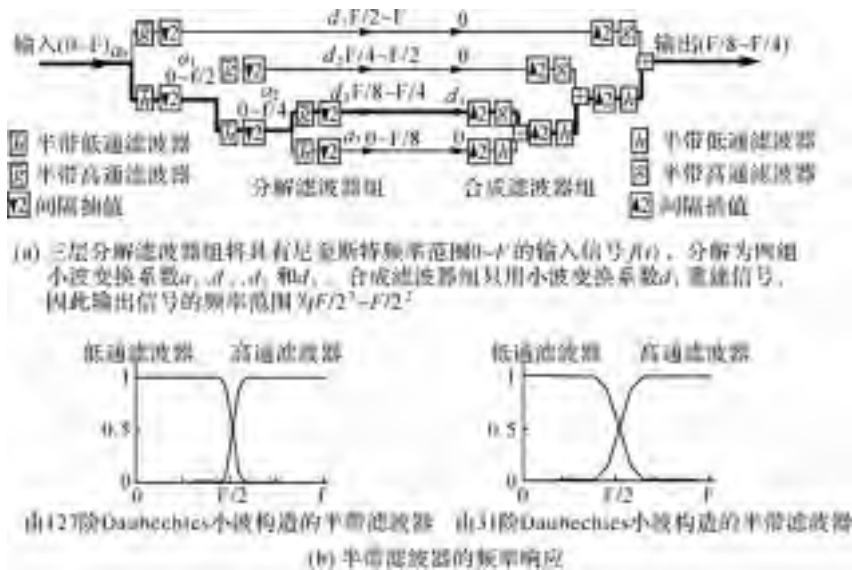 d₁F/2~F 0
输入(0~F) a₀ 输出(F/8~F/4)
a₁ 0~F/2 d₂F/4~F/2 0
a₂ 0~F/4 d₃F/8~F/4 d₃
a₃ 0~F/8 0
h 半带低通滤波器 h 半带低通滤波器
g 半带高通滤波器 g 半带高通滤波器
▼2 间隔抽值 分解滤波器组 合成滤波器组 ▲2 间隔插值
(a) 三层分解滤波器组将具有尼奎斯特频率范围0~F的输入信号f(t)，分解为四组
小波变换系数 和 合成滤波器组只用小波变换系数 重建信号，
因此输出信号的频率范围为F/2³~F/2²
低通滤波器 高通滤波器 低通滤波器 高通滤波器
1 1
0.5 0.5
0 0
0 F/2 F 0 F/2 F
由127阶Daubechies小波构造的半带滤波器 由31阶Daubechies小波构造的半带滤波器
(b) 半带滤波器的频率响应